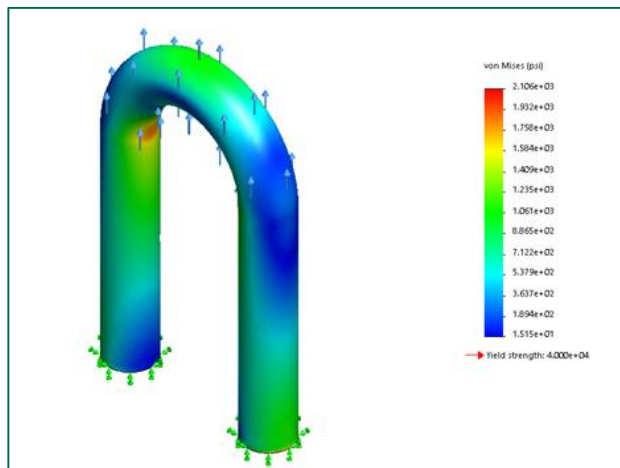 von Mises (psi)
2.106e+03
1.932e+03
1.758e+03
1.584e+03
1.409e+03
1.235e+03
1.061e+03
8.865e+02
7.122e+02
5.379e+02
3.637e+02
1.894e+02
1.515e+01
Yield strength: 4.000e+04